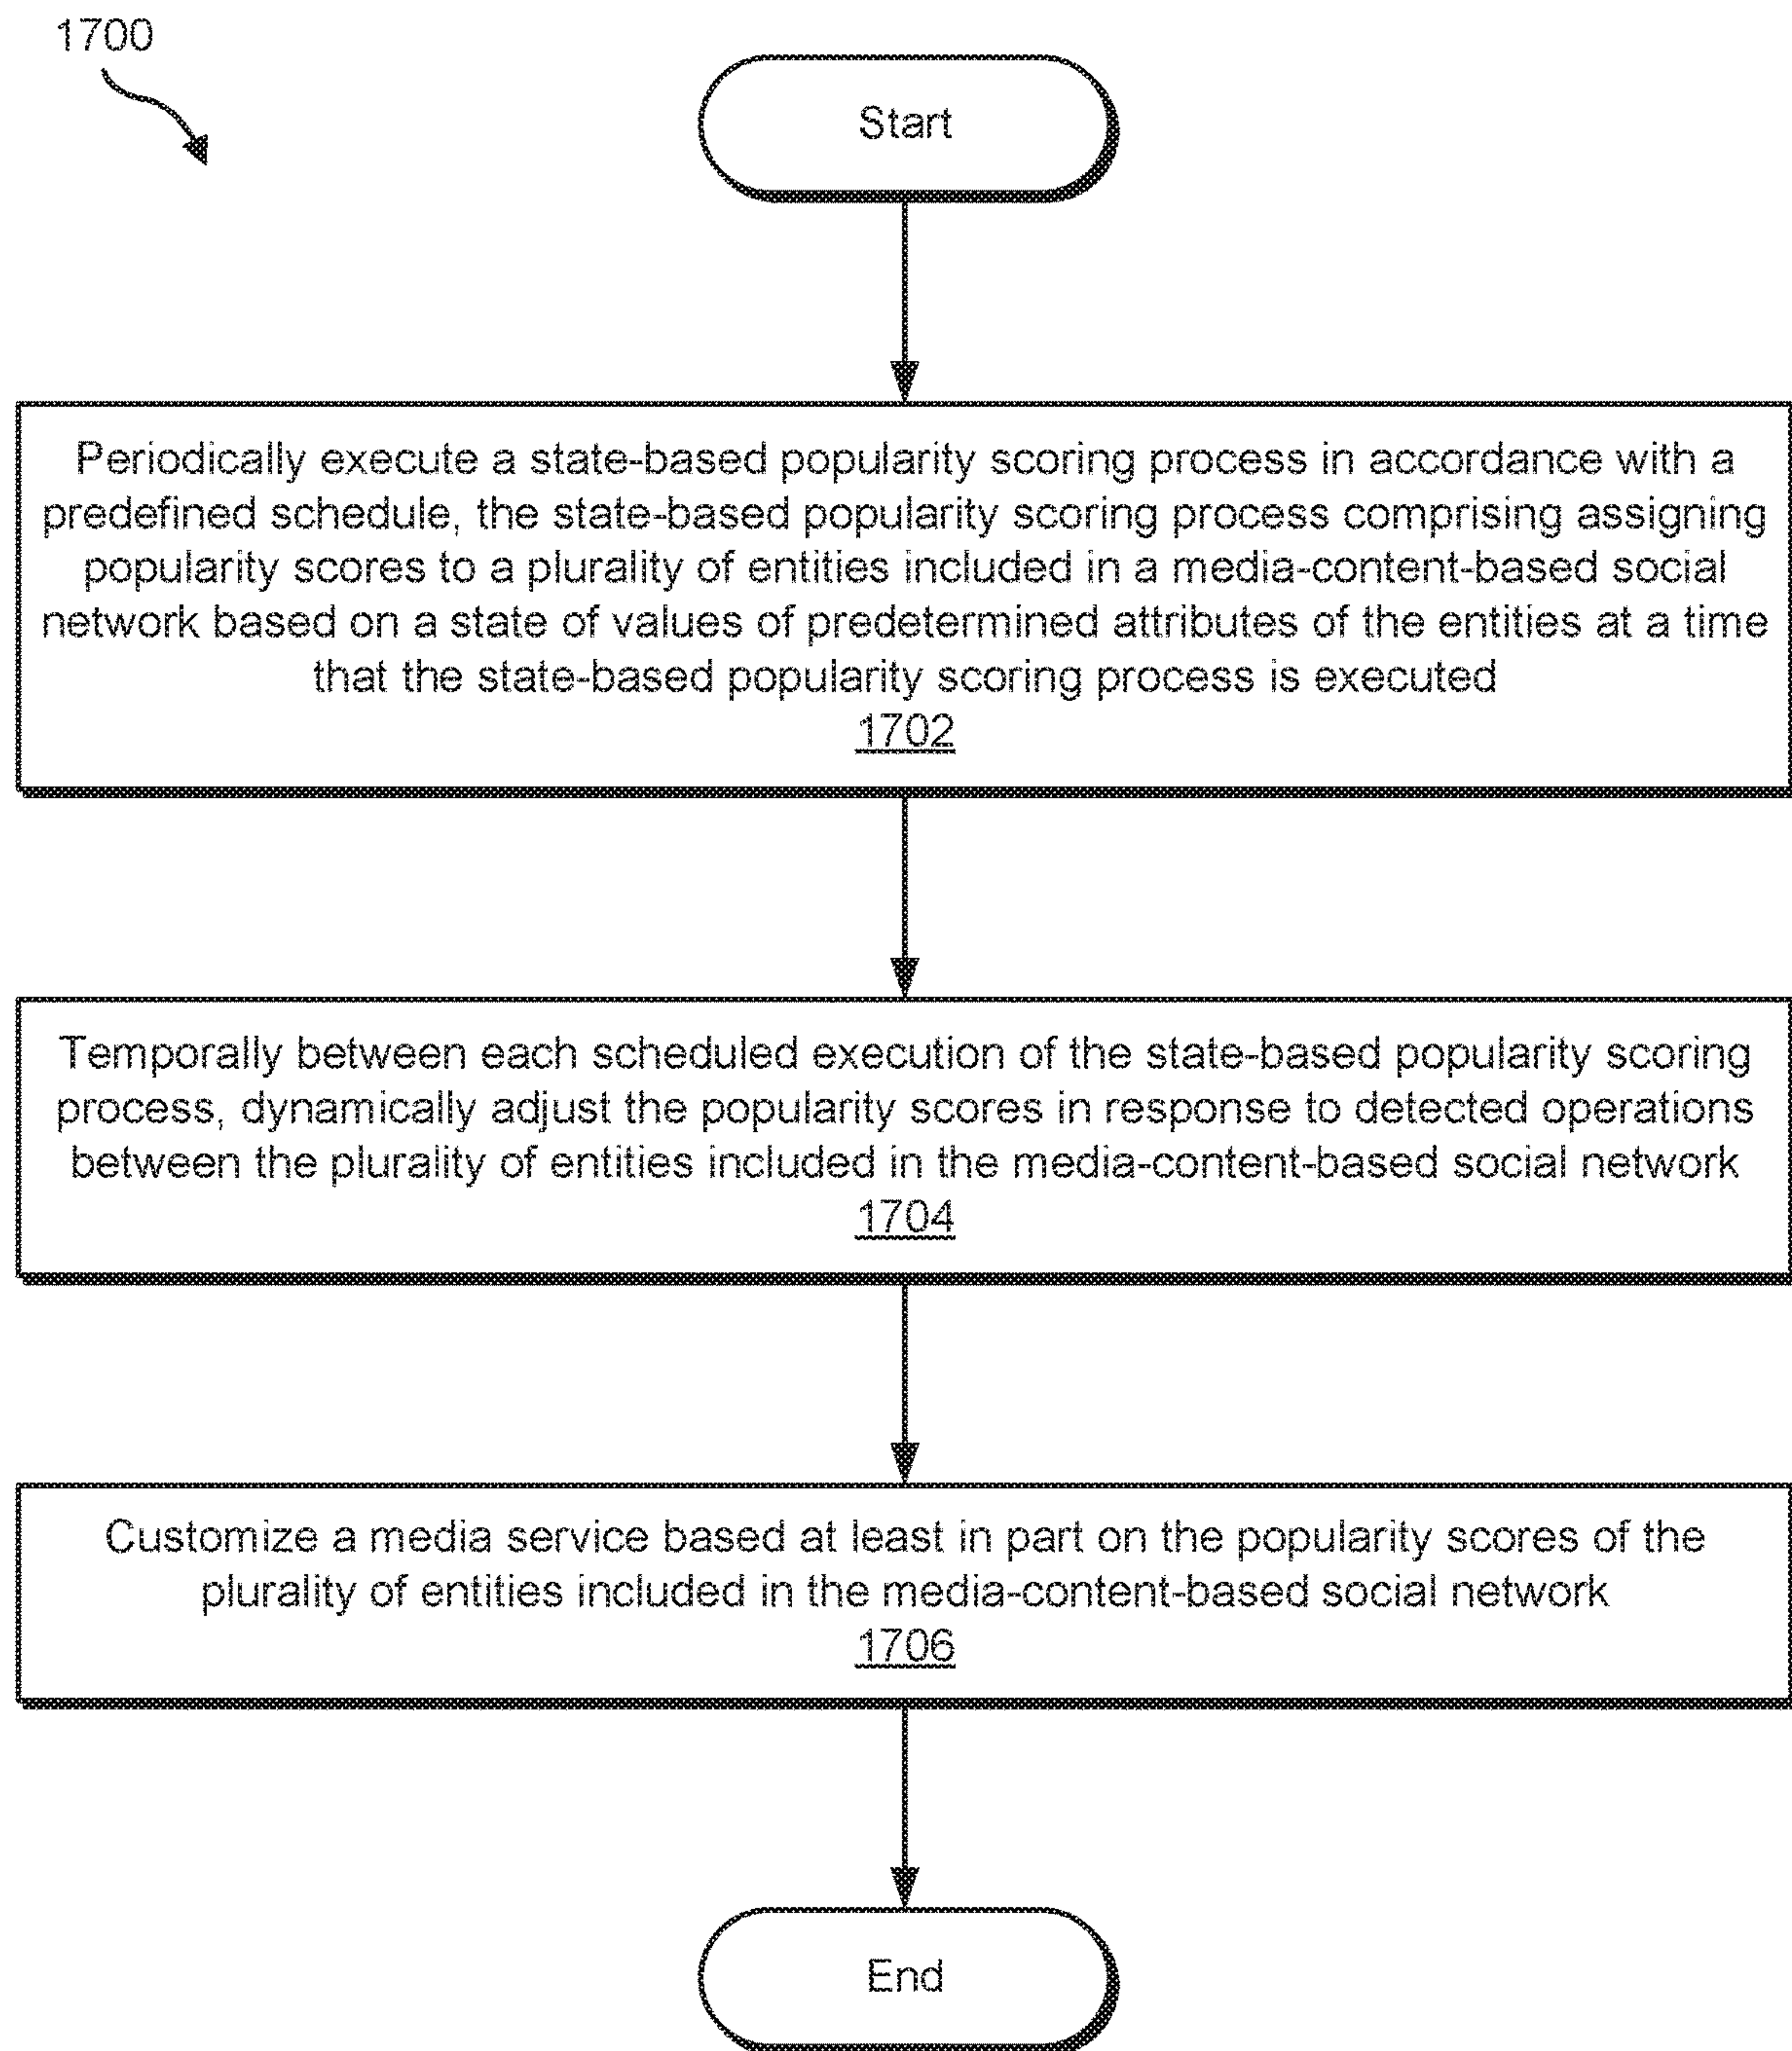 1700
Start
Periodically execute a state-based popularity scoring process in accordance with a
predefined schedule, the state-based popularity scoring process comprising assigning
popularity scores to a plurality of entities included in a media-content-based social
network based on a state of values of predetermined attributes of the entities at a time
that the state-based popularity scoring process is executed
1702
Temporally between each scheduled execution of the state-based popularity scoring
process, dynamically adjust the popularity scores in response to detected operations
between the plurality of entities included in the media-content-based social network
1704
Customize a media service based at least in part on the popularity scores of the
plurality of entities included in the media-content-based social network
1706
End